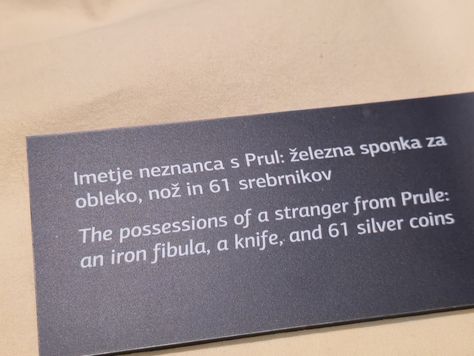 Imetje neznanca s Prul: železna sponka za
obleko, nož in 61 srebrnikov
The possessions of a stranger from Prule:
an iron fibula, a knife, and 61 silver coins